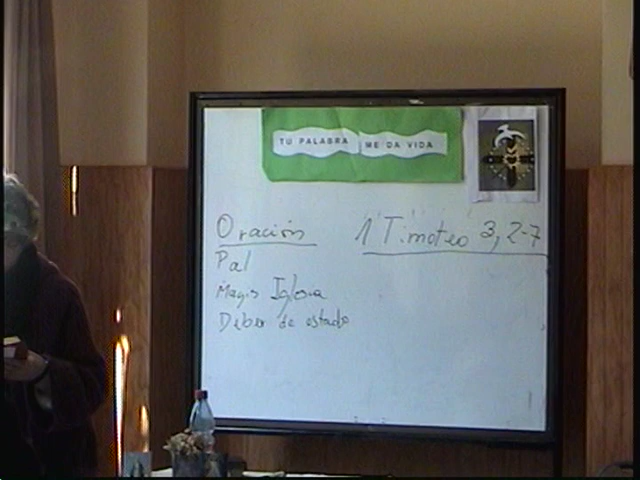 TU PALABRA ME DA VIDA
Oración
1 Timoteo 3, 2-7
Pal
Magis Iglesia
Deber de estado